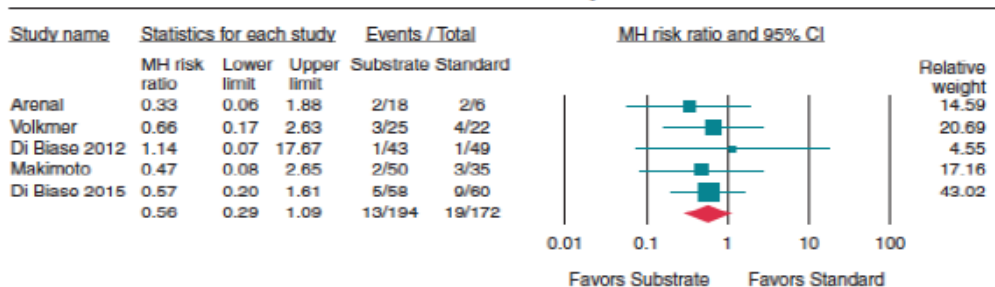 Study name Statistics for each study Events / Total MH risk ratio and 95% CI
MH risk ratio Lower limit Upper limit Substrate Standard Relative weight
Arenal 0.33 0.06 1.88 2/18 2/6 14.59
Volkmer 0.66 0.17 2.63 3/25 4/22 20.69
Di Biase 2012 1.14 0.07 17.67 1/43 1/49 4.55
Makimoto 0.47 0.08 2.65 2/50 3/35 17.16
Di Biase 2015 0.57 0.20 1.61 5/58 9/60 43.02
0.56 0.29 1.09 13/194 19/172
0.01 0.1 1 10 100
Favors Substrate Favors Standard